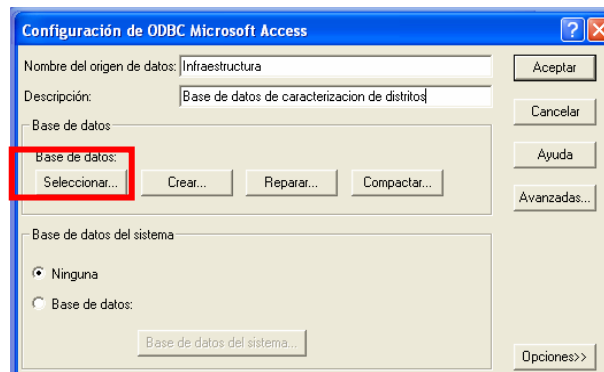 Configuración de ODBC Microsoft Access
Nombre del origen de datos: Infraestructura
Aceptar
Descripción: Base de datos de caracterizacion de distritos
Cancelar
Base de datos
Base de datos:
Ayuda
Seleccionar... Crear... Reparar... Compactar...
Avanzadas...
Base de datos del sistema
Ninguna
Base de datos:
Base de datos del sistema...
Opciones>>